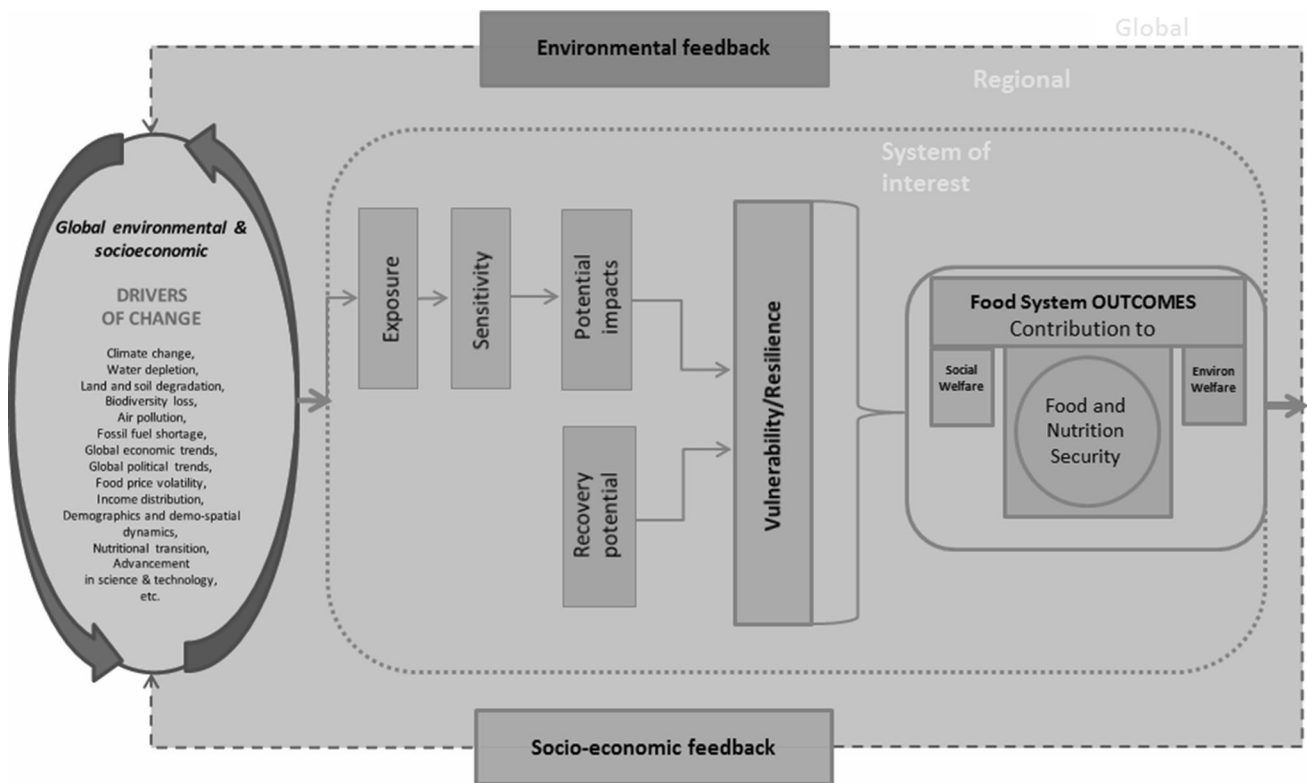 Global
Environmental feedback
Regional
System of
interest
Global environmental &
socioeconomic
DRIVERS
OF CHANGE
Climate change,
Water depletion,
Land and soil degradation,
Biodiversity loss,
Air pollution,
Fossil fuel shortage,
Global economic trends,
Global political trends,
Food price volatility,
Income distribution,
Demographics and demo-spatial
dynamics,
Nutritional transition,
Advancement
in science & technology,
etc.
Exposure
Sensitivity
Potential
impacts
Recovery
potential
Vulnerability/Resilience
Food System OUTCOMES
Contribution to
Social
Welfare
Food and
Nutrition
Security
Environ
Welfare
Socio-economic feedback